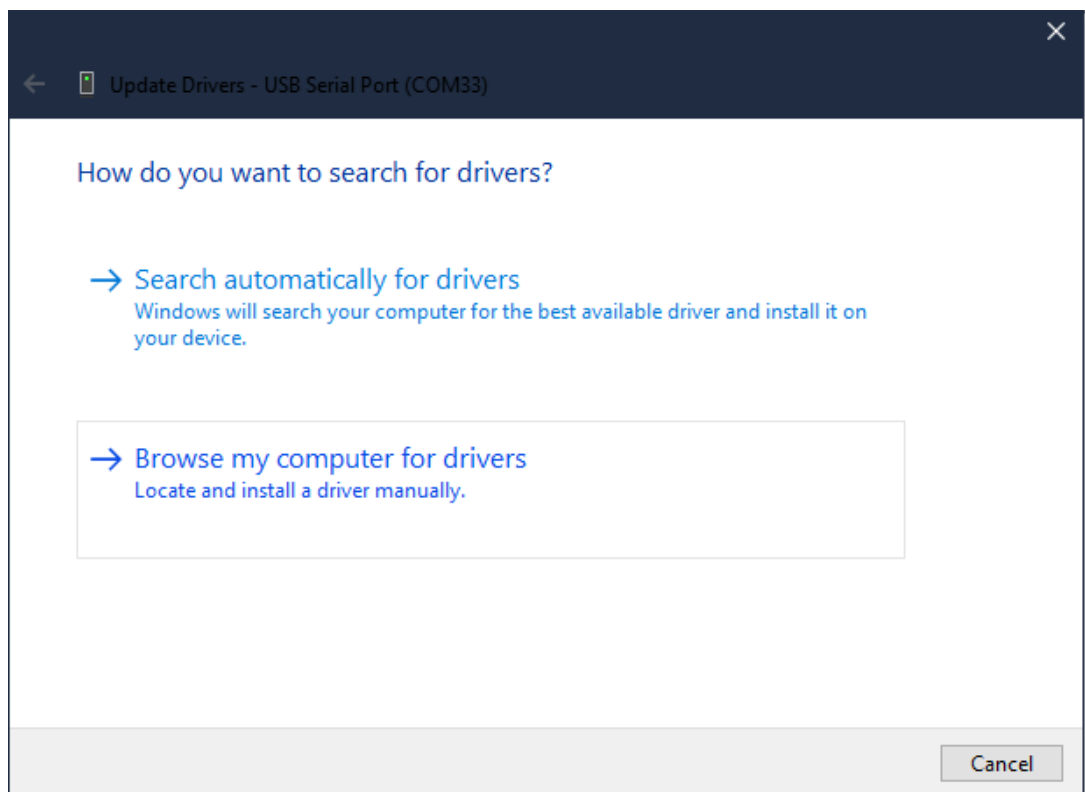 Update Drivers - USB Serial Port (COM33)
How do you want to search for drivers?
Search automatically for drivers
Windows will search your computer for the best available driver and install it on
your device.
Browse my computer for drivers
Locate and install a driver manually.
Cancel